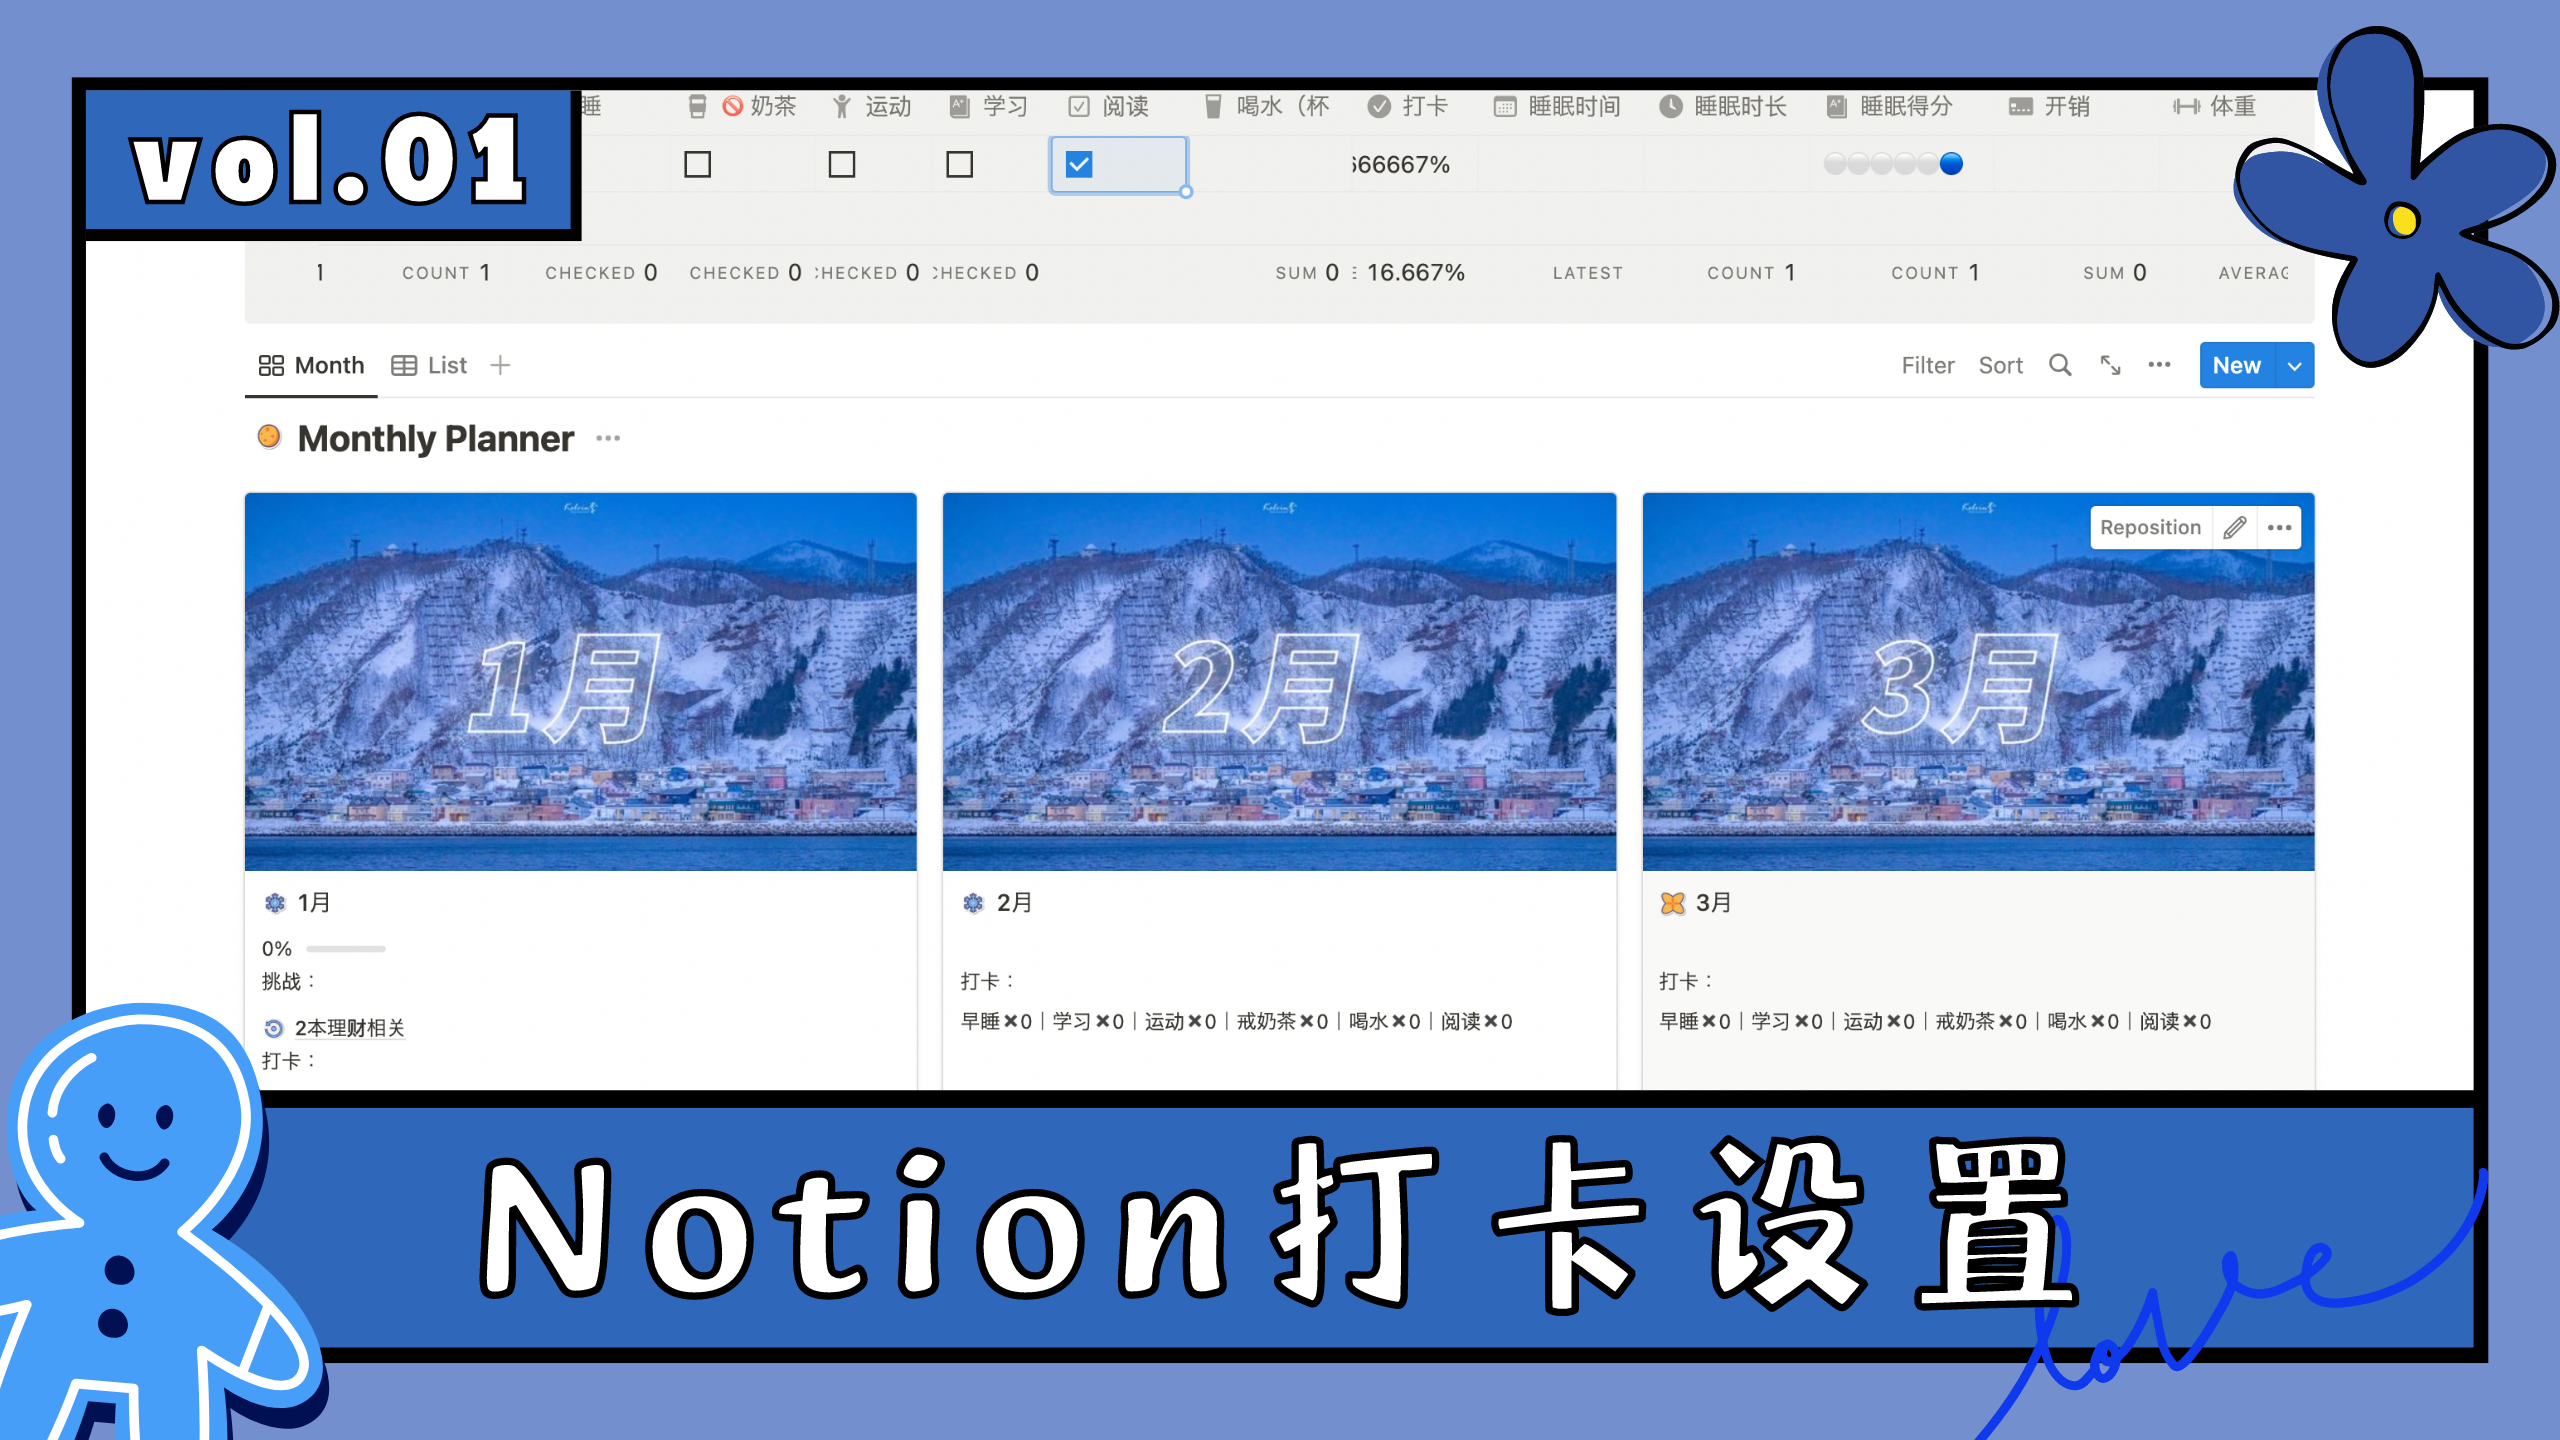 vol.01
睡 🚫 奶茶 运动 学习 阅读 喝水（杯 打卡 睡眠时间 睡眠时长 睡眠得分 开销 体重
666667%
1 COUNT 1 CHECKED 0 CHECKED 0 CHECKED 0 CHECKED 0 SUM 0 16.667% LATEST COUNT 1 COUNT 1 SUM 0 AVERAG
Month List Filter Sort New
Monthly Planner
Reposition
1月 2月 3月
1月
0%
挑战：
2本理财相关
打卡：
2月
打卡：
早睡✖0｜学习✖0｜运动✖0｜戒奶茶✖0｜喝水✖0｜阅读✖0
3月
打卡：
早睡✖0｜学习✖0｜运动✖0｜戒奶茶✖0｜喝水✖0｜阅读✖0
Notion打卡设置
love